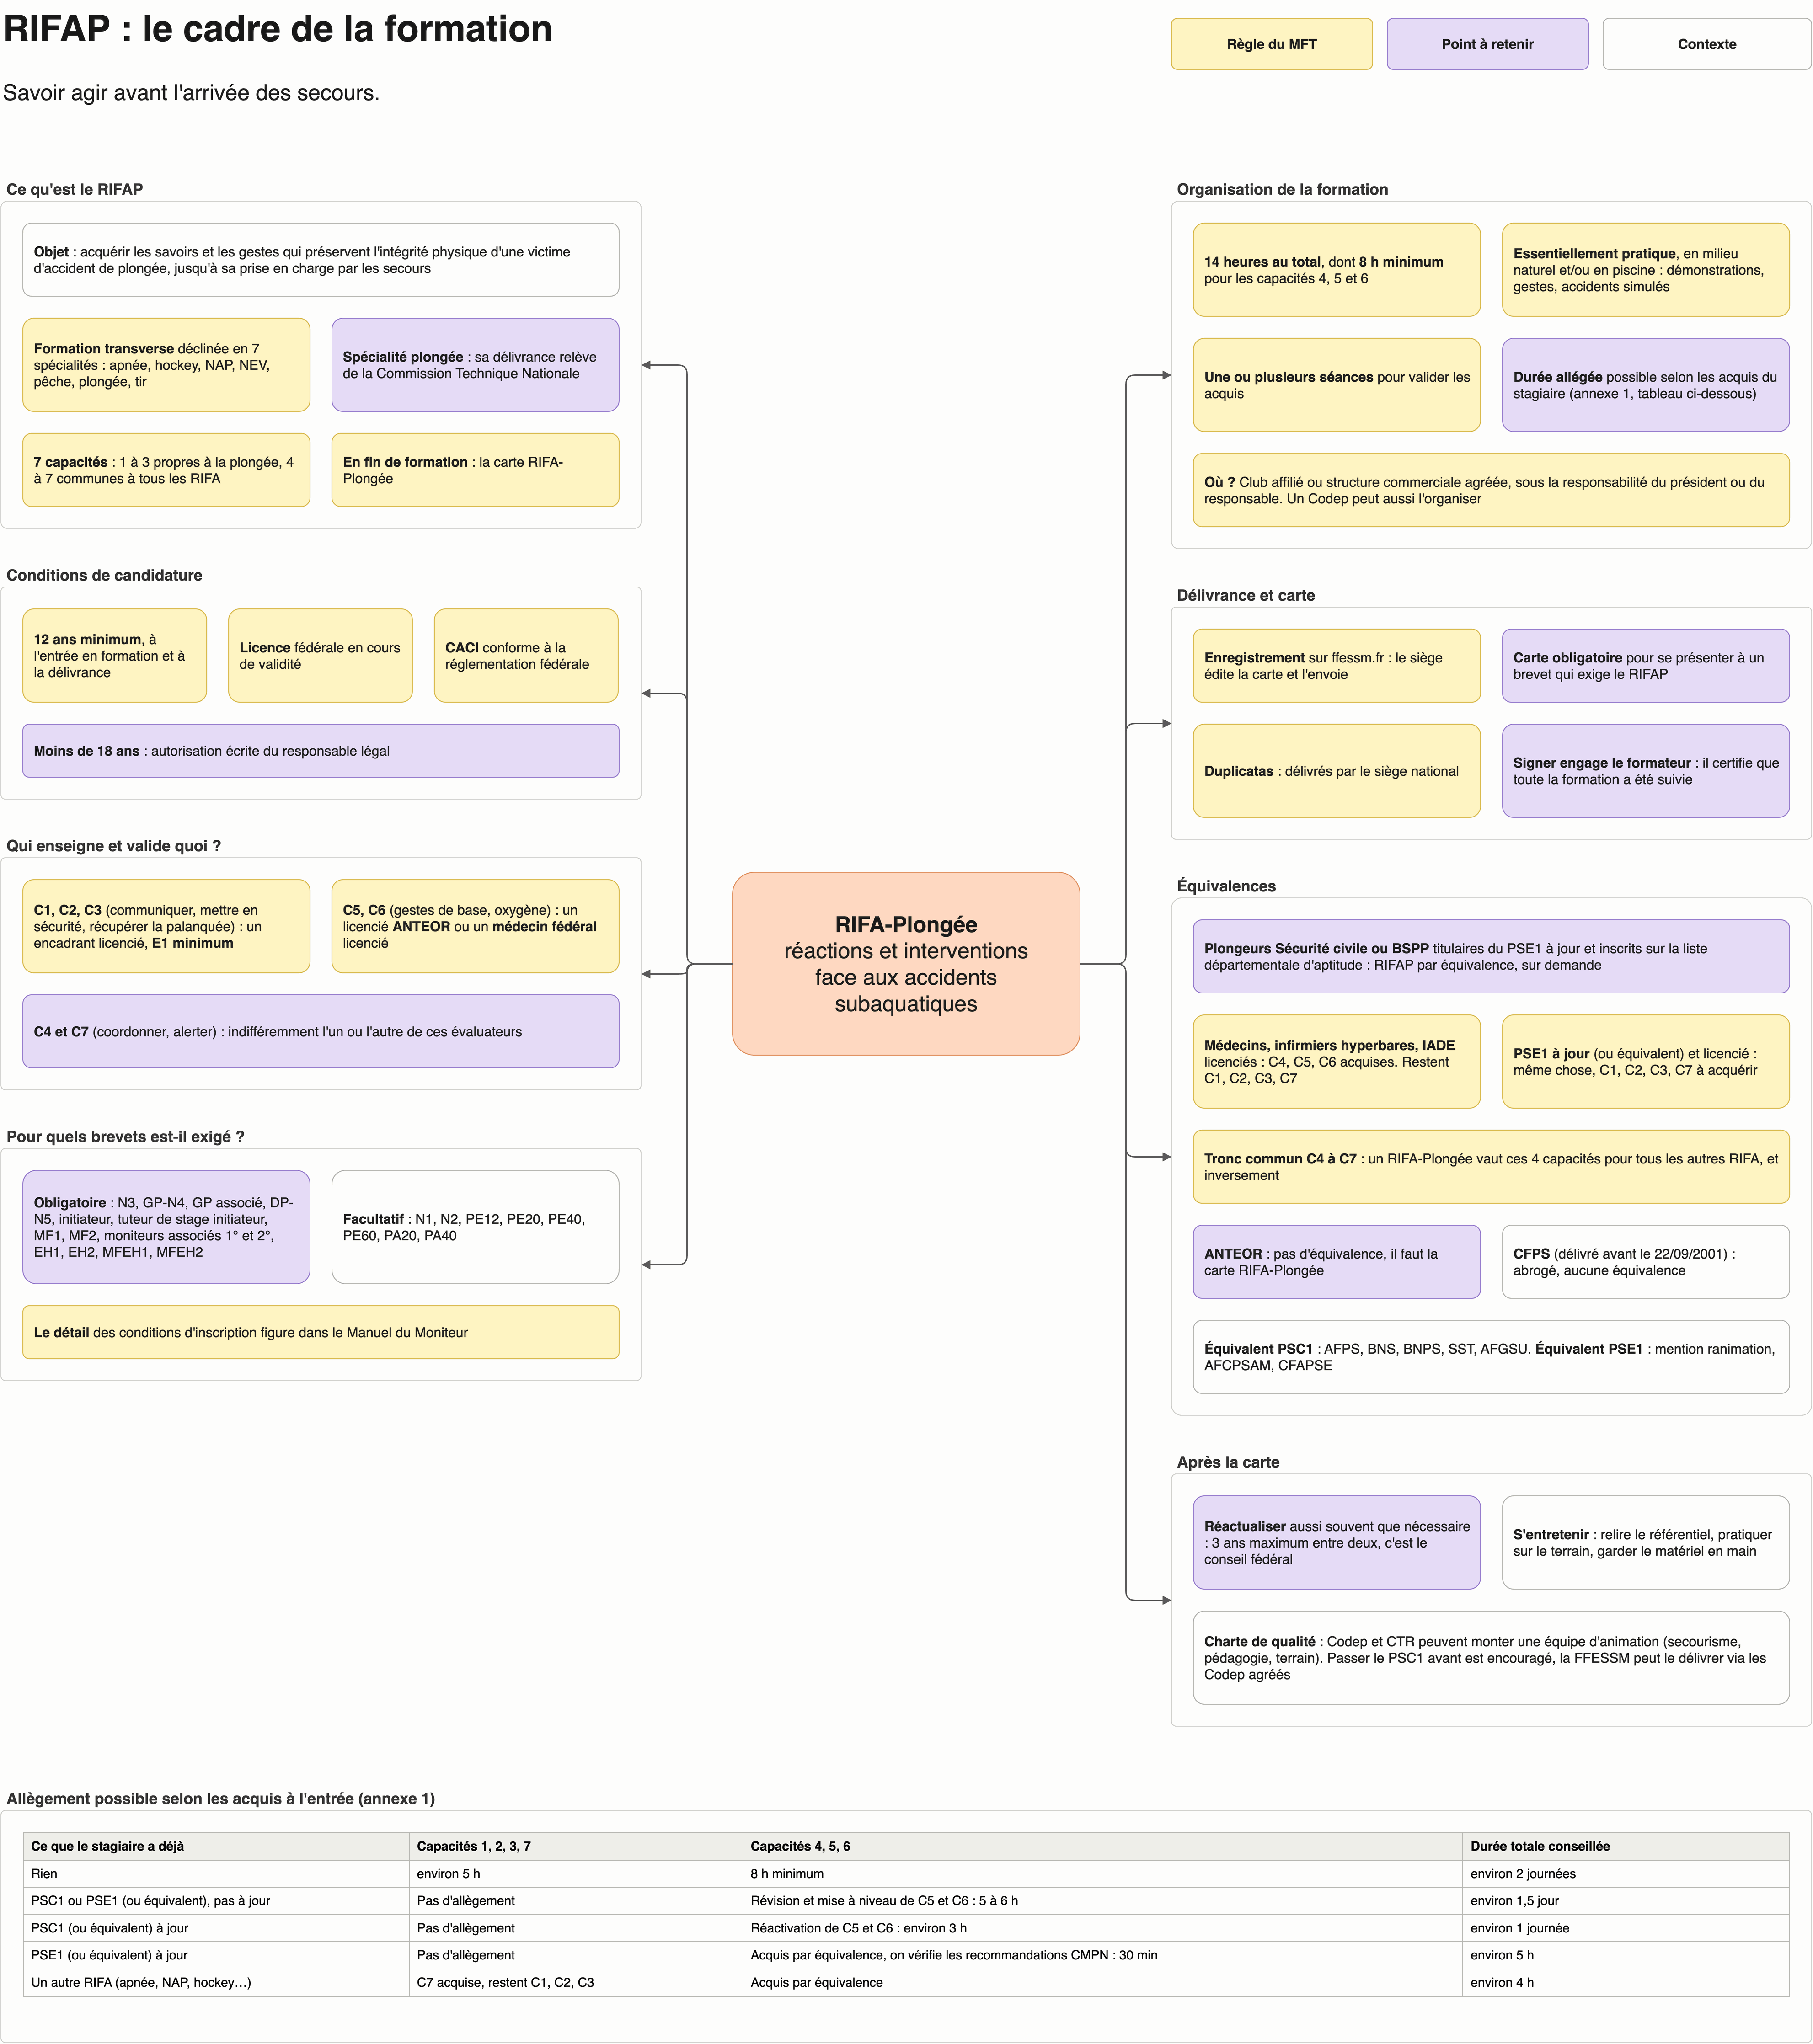 RIFAP : le cadre de la formation
Savoir agir avant l'arrivée des secours.
Règle du MFT
Point à retenir
Contexte
Ce qu'est le RIFAP
Objet : acquérir les savoirs et les gestes qui préservent l'intégrité physique d'une victime
d'accident de plongée, jusqu'à sa prise en charge par les secours
Formation transverse déclinée en 7
spécialités : apnée, hockey, NAP, NEV,
pêche, plongée, tir
Spécialité plongée : sa délivrance relève
de la Commission Technique Nationale
7 capacités : 1 à 3 propres à la plongée, 4
à 7 communes à tous les RIFA
En fin de formation : la carte RIFA-
Plongée
Conditions de candidature
12 ans minimum, à
l'entrée en formation et à
la délivrance
Licence fédérale en cours
de validité
CACI conforme à la
réglementation fédérale
Moins de 18 ans : autorisation écrite du responsable légal
Qui enseigne et valide quoi ?
C1, C2, C3 (communiquer, mettre en
sécurité, récupérer la palanquée) : un
encadrant licencié, E1 minimum
C5, C6 (gestes de base, oxygène) : un
licencié ANTEOR ou un médecin fédéral
licencié
C4 et C7 (coordonner, alerter) : indifféremment l'un ou l'autre de ces évaluateurs
Pour quels brevets est-il exigé ?
Obligatoire : N3, GP-N4, GP associé, DP-
N5, initiateur, tuteur de stage initiateur,
MF1, MF2, moniteurs associés 1° et 2°,
EH1, EH2, MFEH1, MFEH2
Facultatif : N1, N2, PE12, PE20, PE40,
PE60, PA20, PA40
Le détail des conditions d'inscription figure dans le Manuel du Moniteur
RIFA-Plongée
réactions et interventions
face aux accidents
subaquatiques
Organisation de la formation
14 heures au total, dont 8 h minimum
pour les capacités 4, 5 et 6
Essentiellement pratique, en milieu
naturel et/ou en piscine : démonstrations,
gestes, accidents simulés
Une ou plusieurs séances pour valider les
acquis
Durée allégée possible selon les acquis du
stagiaire (annexe 1, tableau ci-dessous)
Où ? Club affilié ou structure commerciale agréée, sous la responsabilité du président ou du
responsable. Un Codep peut aussi l'organiser
Délivrance et carte
Enregistrement sur ffessm.fr : le siège
édite la carte et l'envoie
Carte obligatoire pour se présenter à un
brevet qui exige le RIFAP
Duplicatas : délivrés par le siège national
Signer engage le formateur : il certifie que
toute la formation a été suivie
Équivalences
Plongeurs Sécurité civile ou BSPP titulaires du PSE1 à jour et inscrits sur la liste
départementale d'aptitude : RIFAP par équivalence, sur demande
Médecins, infirmiers hyperbares, IADE
licenciés : C4, C5, C6 acquises. Restent
C1, C2, C3, C7
PSE1 à jour (ou équivalent) et licencié :
même chose, C1, C2, C3, C7 à acquérir
Tronc commun C4 à C7 : un RIFA-Plongée vaut ces 4 capacités pour tous les autres RIFA, et
inversement
ANTEOR : pas d'équivalence, il faut la
carte RIFA-Plongée
CFPS (délivré avant le 22/09/2001) :
abrogé, aucune équivalence
Équivalent PSC1 : AFPS, BNS, BNPS, SST, AFGSU. Équivalent PSE1 : mention ranimation,
AFCPSAM, CFAPSE
Après la carte
Réactualiser aussi souvent que nécessaire
: 3 ans maximum entre deux, c'est le
conseil fédéral
S'entretenir : relire le référentiel, pratiquer
sur le terrain, garder le matériel en main
Charte de qualité : Codep et CTR peuvent monter une équipe d'animation (secourisme,
pédagogie, terrain). Passer le PSC1 avant est encouragé, la FFESSM peut le délivrer via les
Codep agréés
Allègement possible selon les acquis à l'entrée (annexe 1)
Ce que le stagiaire a déjà Capacités 1, 2, 3, 7 Capacités 4, 5, 6 Durée totale conseillée
Rien environ 5 h 8 h minimum environ 2 journées
PSC1 ou PSE1 (ou équivalent), pas à jour Pas d'allègement Révision et mise à niveau de C5 et C6 : 5 à 6 h environ 1,5 jour
PSC1 (ou équivalent) à jour Pas d'allègement Réactivation de C5 et C6 : environ 3 h environ 1 journée
PSE1 (ou équivalent) à jour Pas d'allègement Acquis par équivalence, on vérifie les recommandations CMPN : 30 min environ 5 h
Un autre RIFA (apnée, NAP, hockey…) C7 acquise, restent C1, C2, C3 Acquis par équivalence environ 4 h